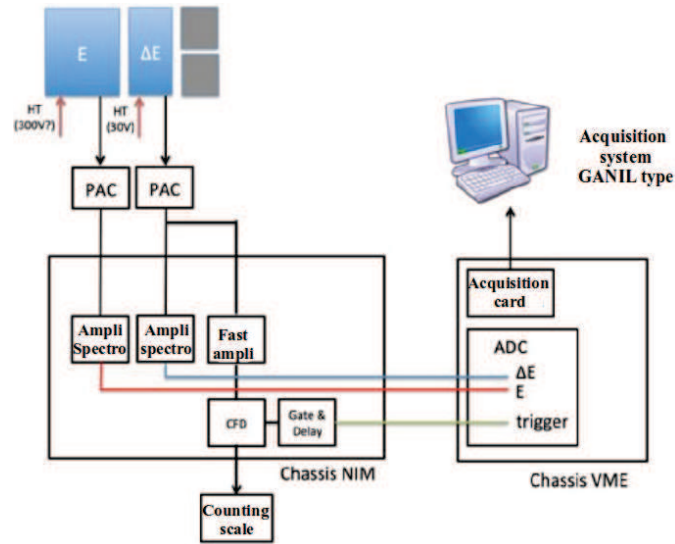 E
ΔE
HT
(300V?)
HT
(30V)
PAC
PAC
Acquisition
system
GANIL type
Ampli
Spectro
Ampli
spectro
Fast
ampli
Acquisition
card
ADC
ΔE
E
trigger
CFD
Gate &
Delay
Chassis NIM
Chassis VME
Counting
scale